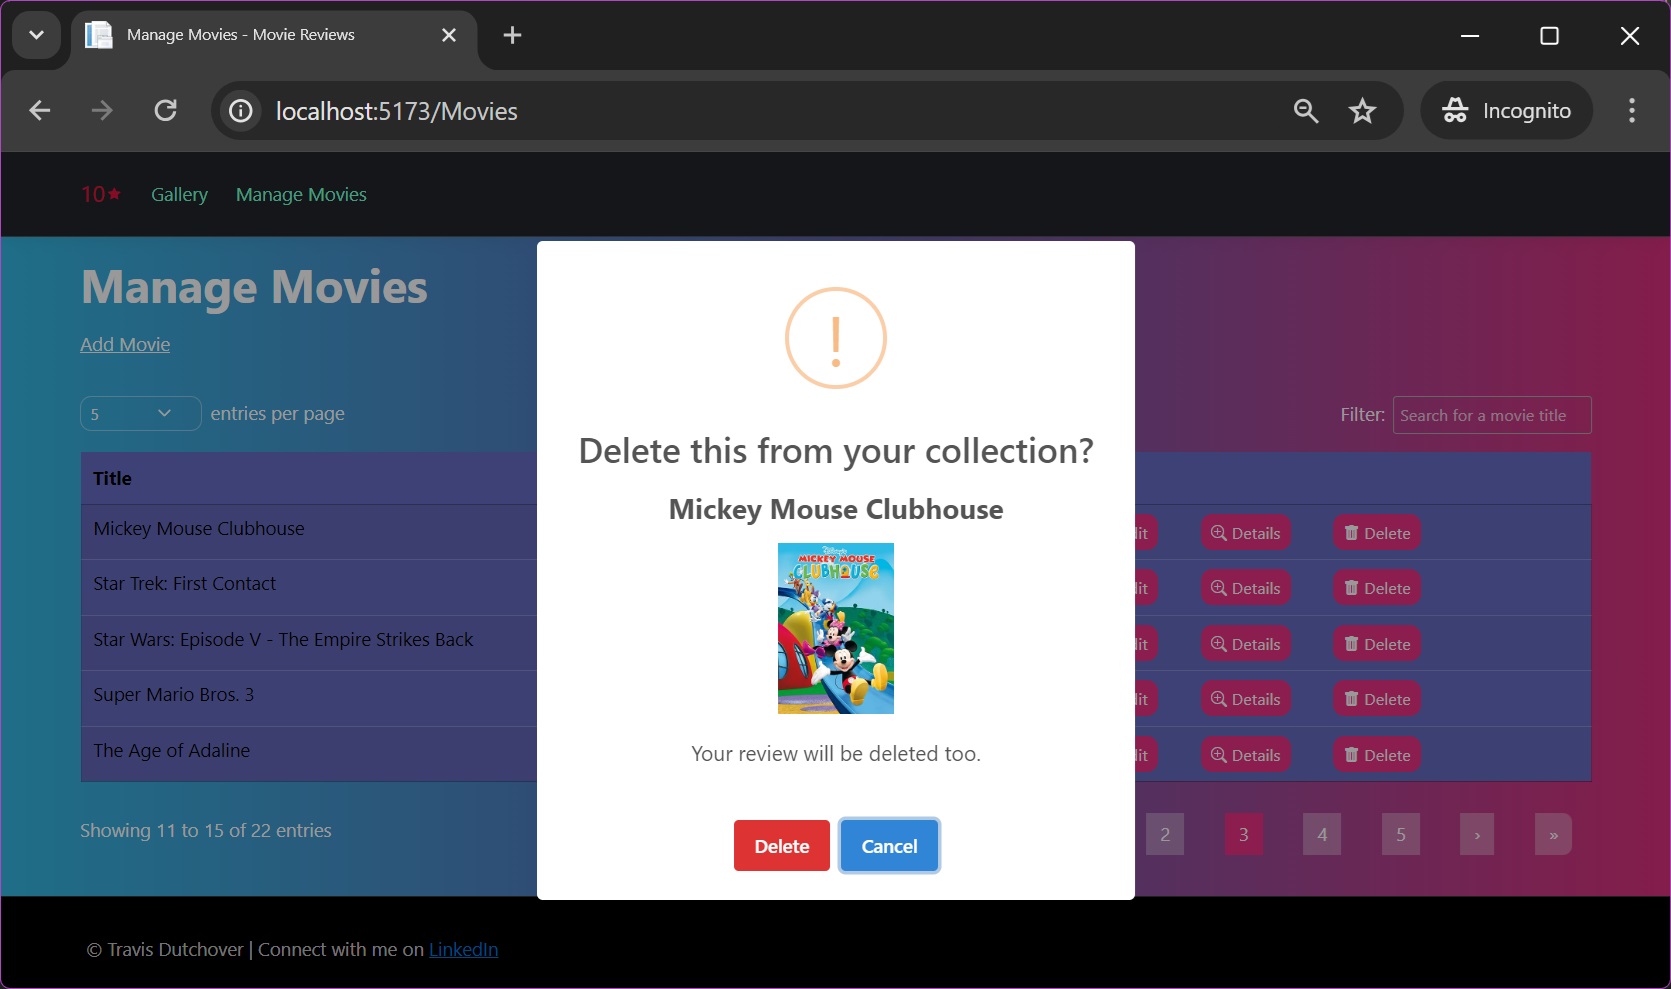 Manage Movies - Movie Reviews
localhost:5173/Movies
Incognito
10★ Gallery Manage Movies
Manage Movies
Add Movie
5 entries per page
Filter: Search for a movie title
Title
Mickey Mouse Clubhouse
lit Details Delete
Star Trek: First Contact
lit Details Delete
Star Wars: Episode V - The Empire Strikes Back
lit Details Delete
Super Mario Bros. 3
lit Details Delete
The Age of Adaline
lit Details Delete
Showing 11 to 15 of 22 entries
2 3 4 5 › »
!
Delete this from your collection?
Mickey Mouse Clubhouse
Disney's
MICKEY MOUSE
CLUBHOUSE
Your review will be deleted too.
Delete Cancel
© Travis Dutchover | Connect with me on LinkedIn